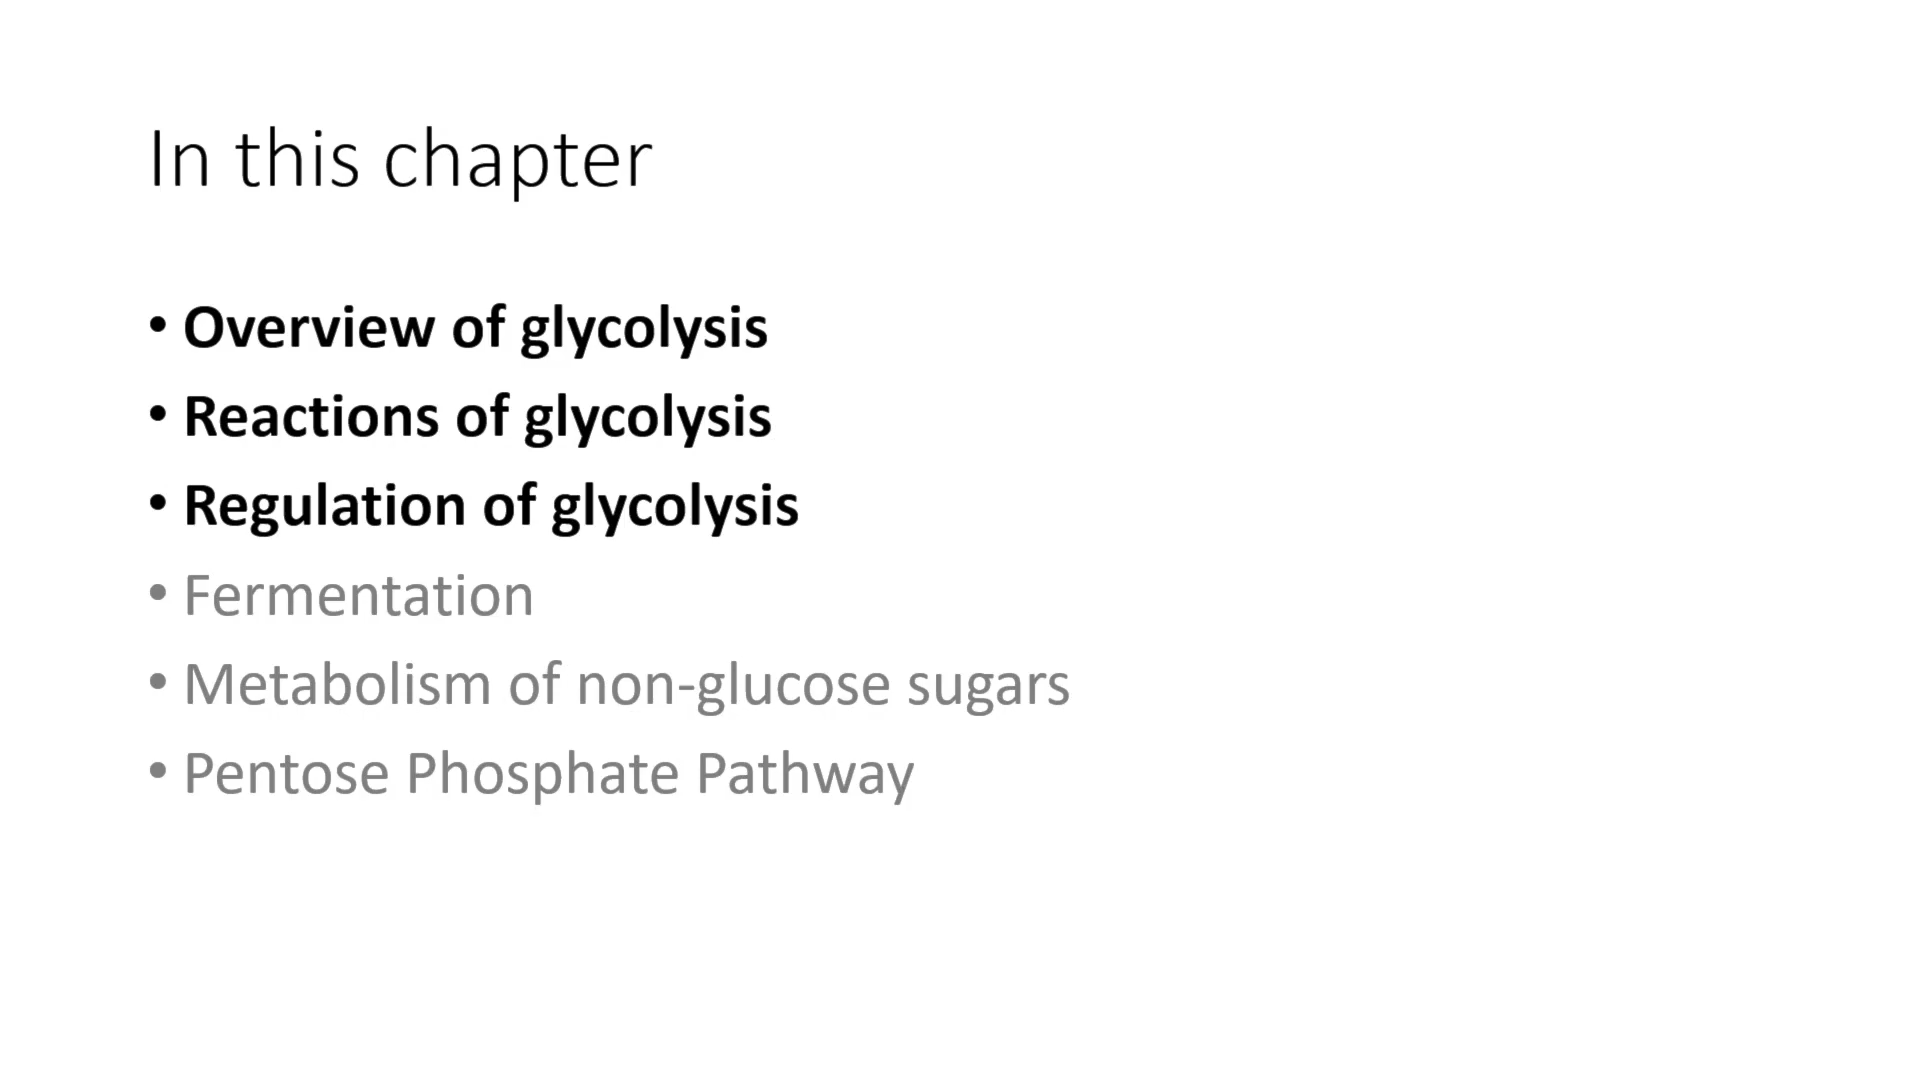 In this chapter
• Overview of glycolysis
• Reactions of glycolysis
• Regulation of glycolysis
• Fermentation
• Metabolism of non-glucose sugars
• Pentose Phosphate Pathway